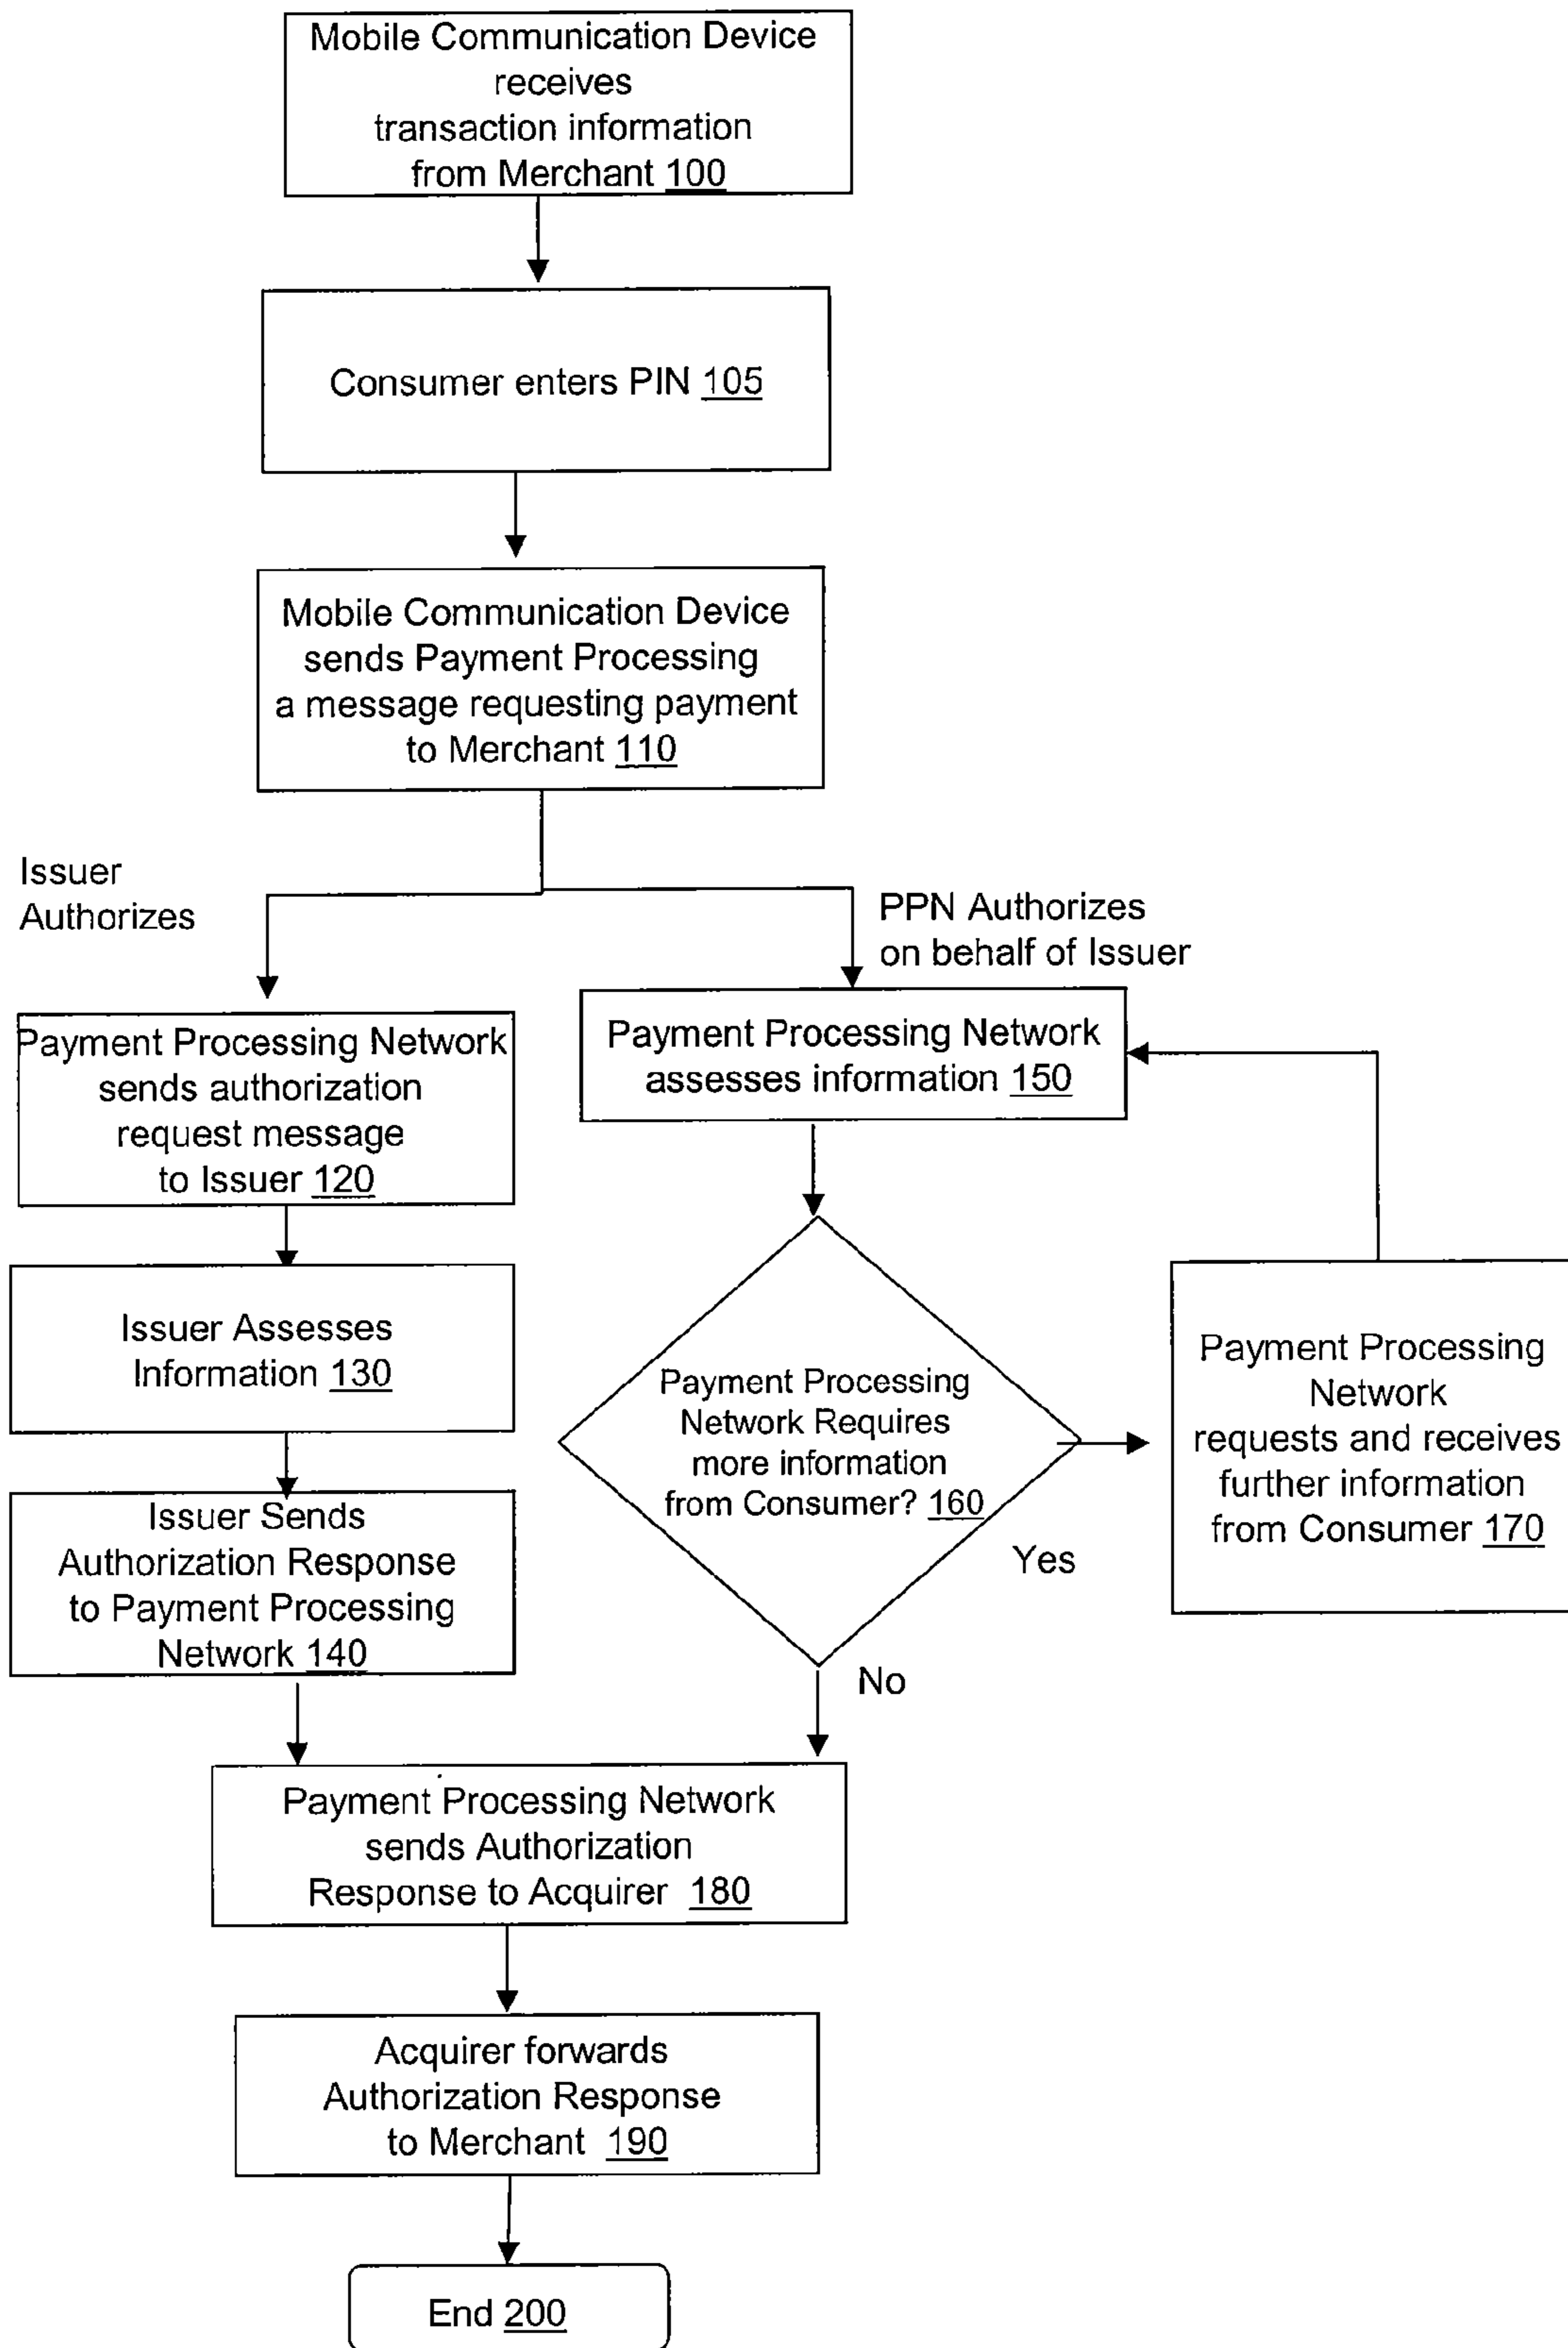 Mobile Communication Device
receives
transaction information
from Merchant 100
Consumer enters PIN 105
Mobile Communication Device
sends Payment Processing
a message requesting payment
to Merchant 110
Issuer
Authorizes
PPN Authorizes
on behalf of Issuer
Payment Processing Network
sends authorization
request message
to Issuer 120
Payment Processing Network
assesses information 150
Issuer Assesses
Information 130
Payment Processing
Network Requires
more information
from Consumer? 160
Yes
Payment Processing
Network
requests and receives
further information
from Consumer 170
Issuer Sends
Authorization Response
to Payment Processing
Network 140
No
Payment Processing Network
sends Authorization
Response to Acquirer 180
Acquirer forwards
Authorization Response
to Merchant 190
End 200